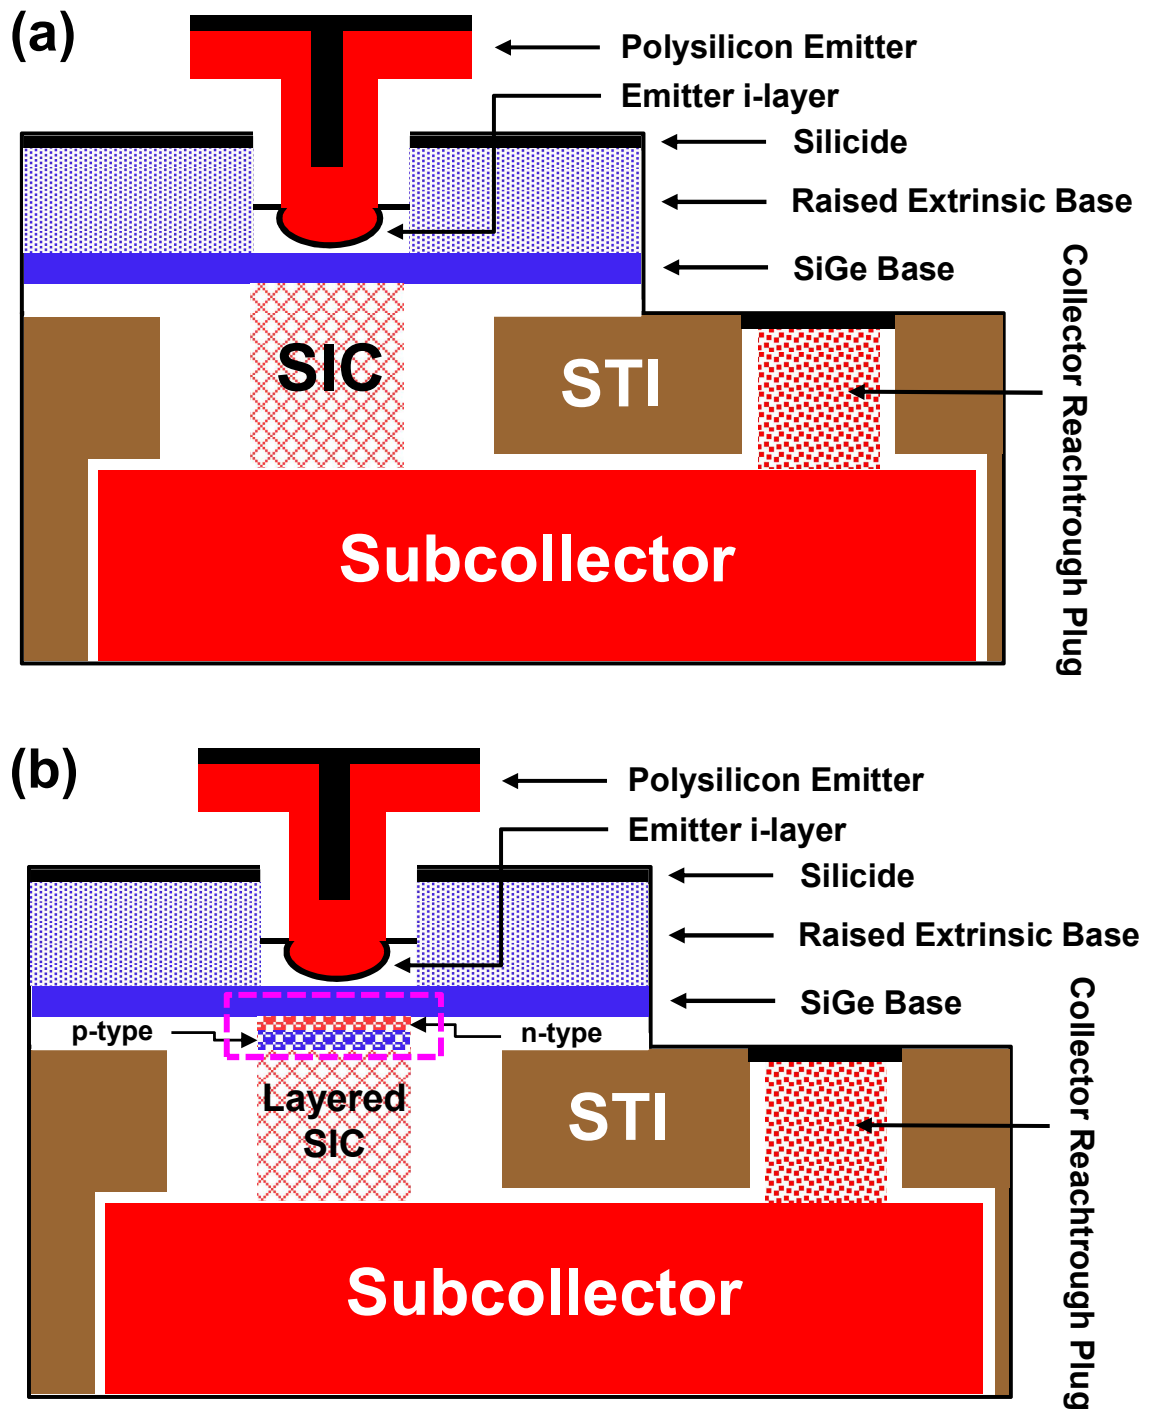 (a)
Polysilicon Emitter
Emitter i-layer
Silicide
Raised Extrinsic Base
SiGe Base
Collector Reachtrough Plug
SIC
STI
Subcollector
(b)
Polysilicon Emitter
Emitter i-layer
Silicide
Raised Extrinsic Base
SiGe Base
p-type
n-type
Collector Reachtrough Plug
Layered
SIC
STI
Subcollector